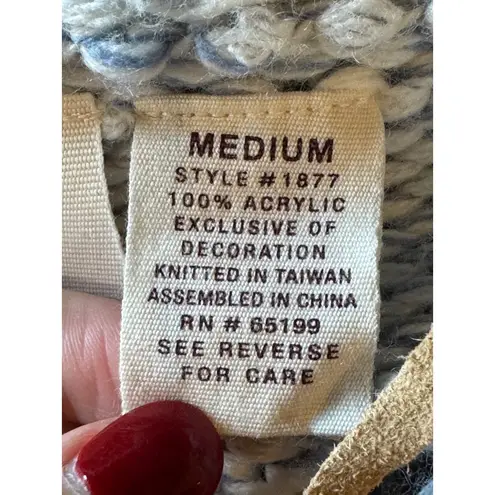 MEDIUM
STYLE #1877
100% ACRYLIC
EXCLUSIVE OF
DECORATION
KNITTED IN TAIWAN
ASSEMBLED IN CHINA
RN # 65199
SEE REVERSE
FOR CARE